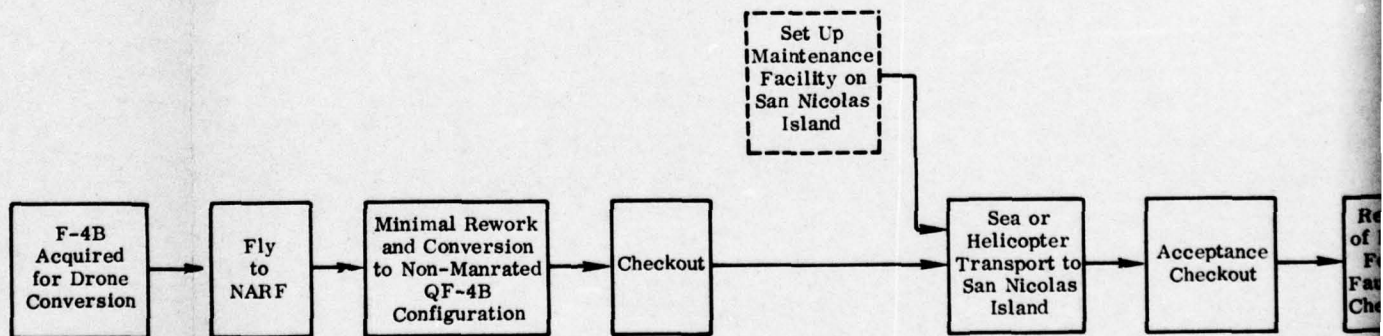 Set Up
Maintenance
Facility on
San Nicolas
Island
F-4B
Acquired
for Drone
Conversion
Fly
to
NARF
Minimal Rework
and Conversion
to Non-Manrated
QF-4B
Configuration
Checkout
Sea or
Helicopter
Transport to
San Nicolas
Island
Acceptance
Checkout
of